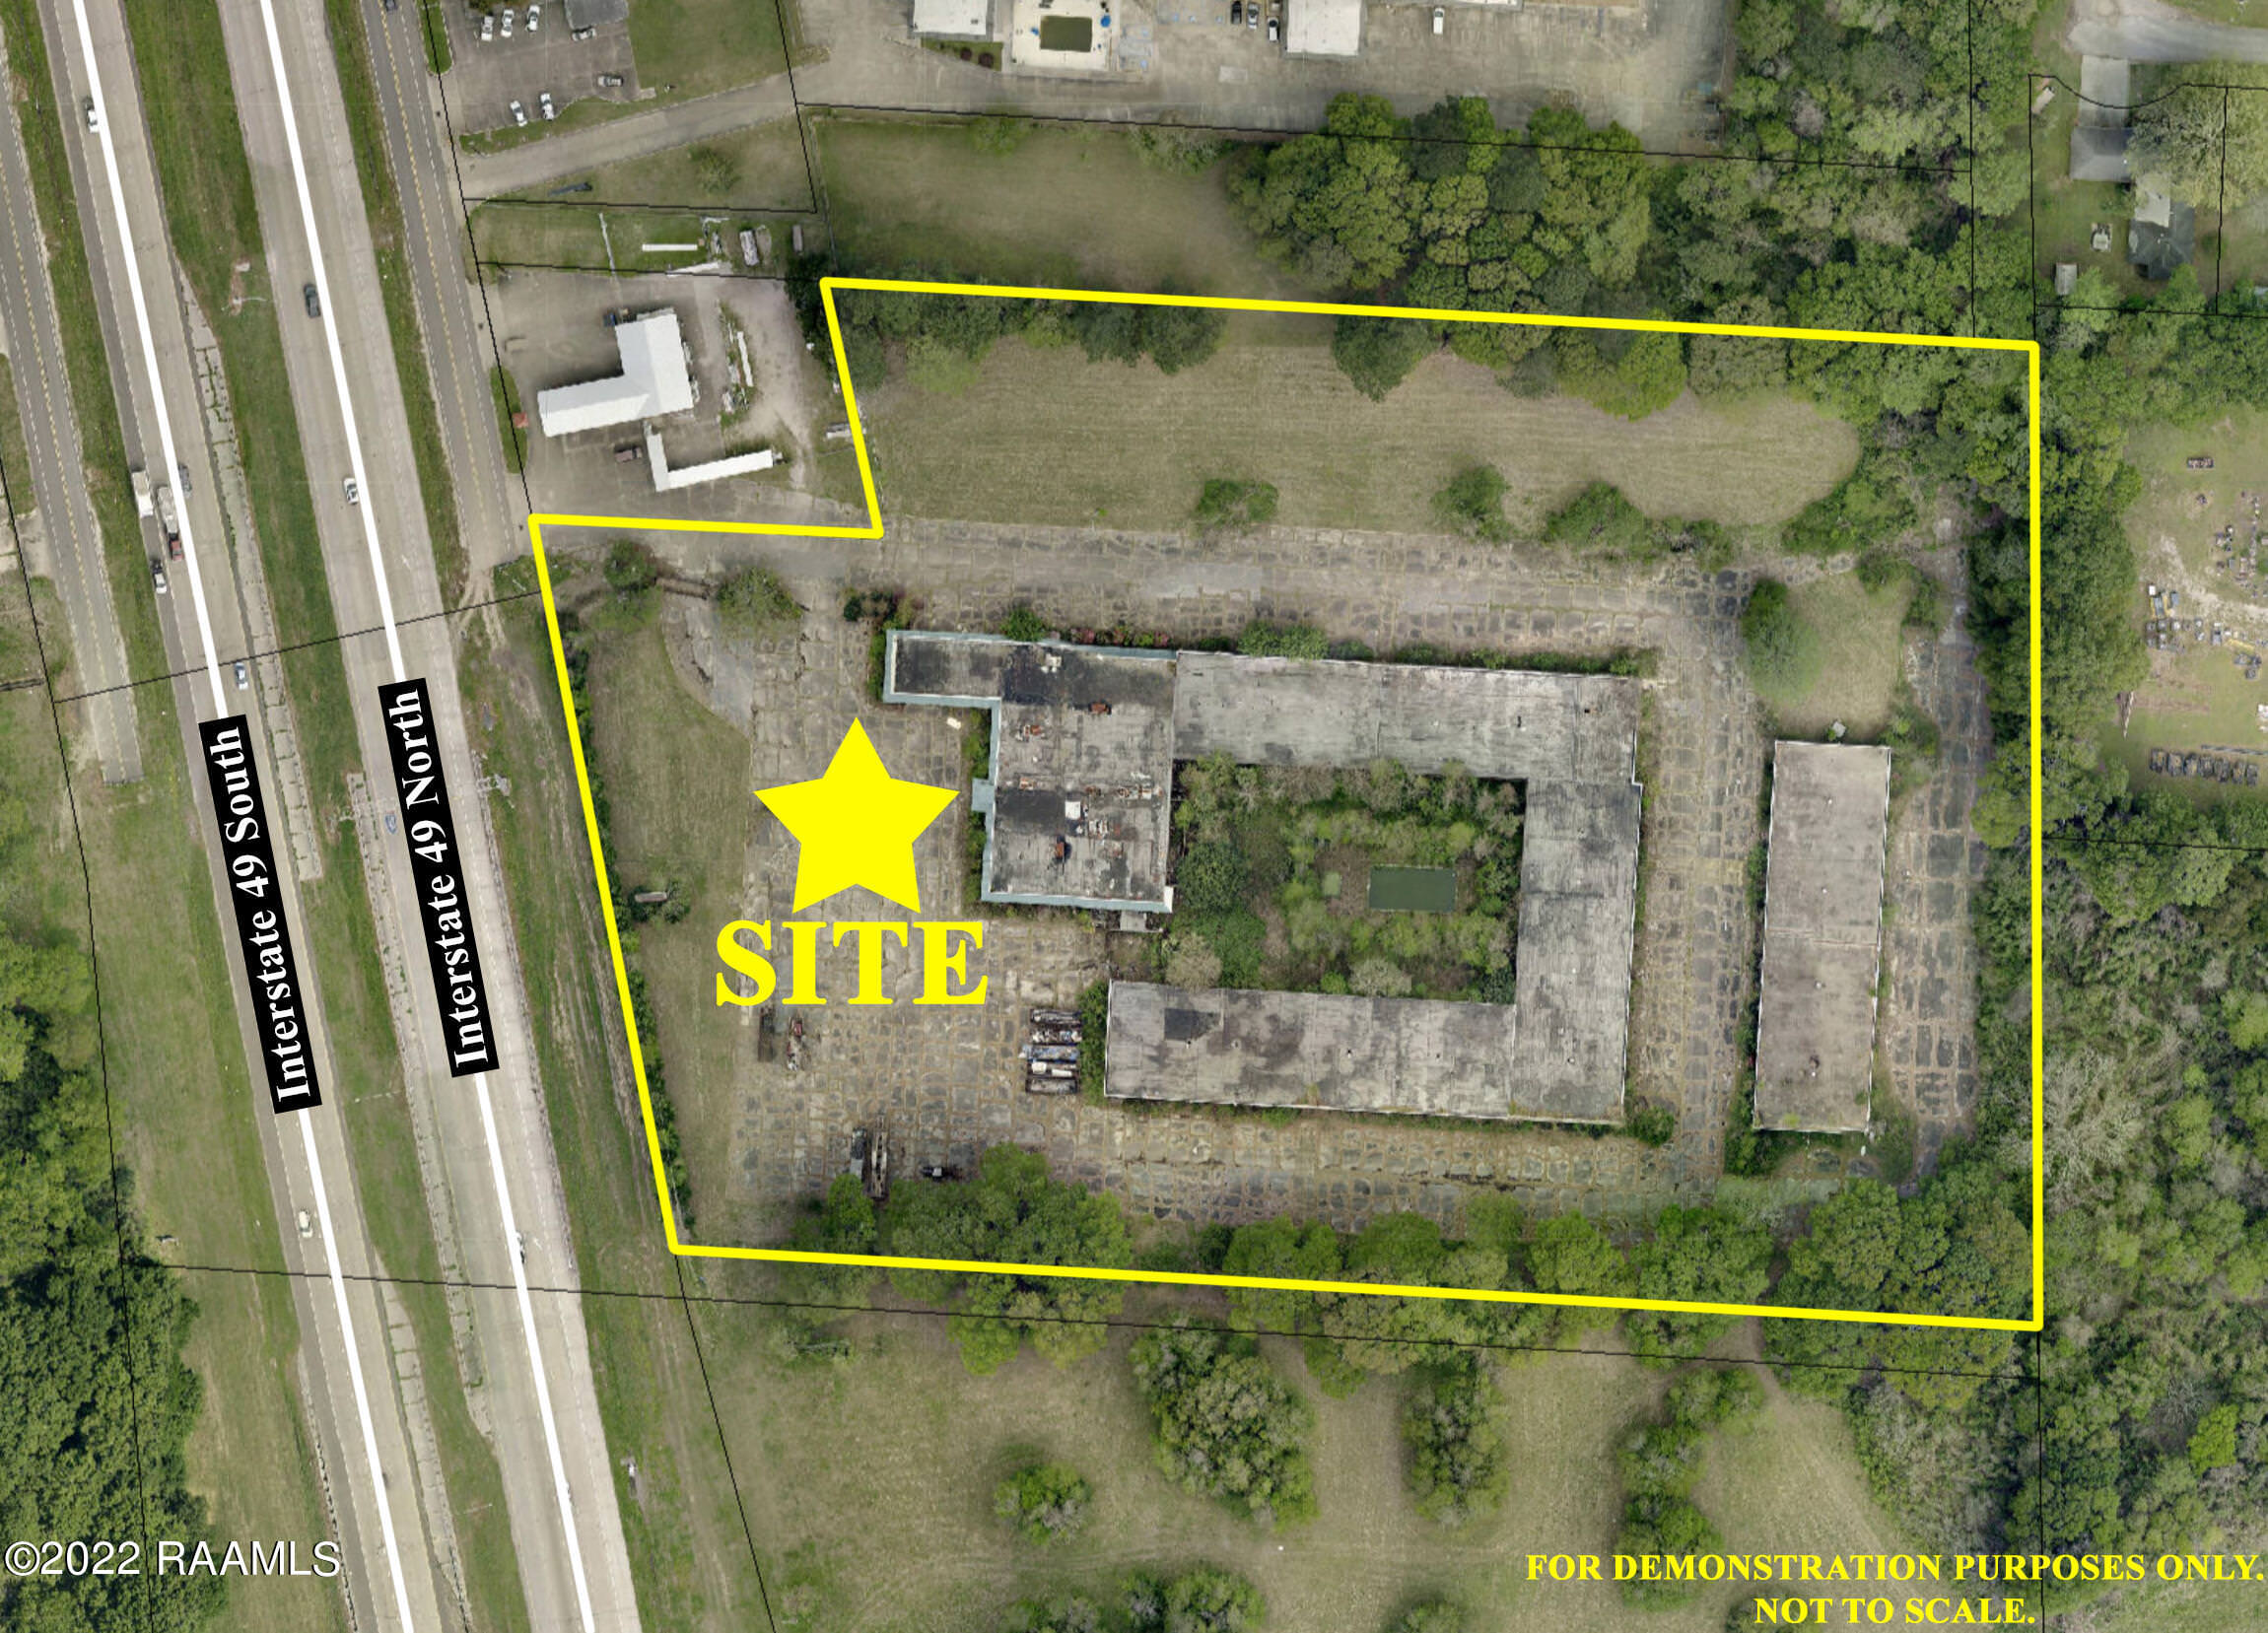 Interstate 49 South
Interstate 49 North
SITE
©2022 RAAMLS
FOR DEMONSTRATION PURPOSES ONLY.
NOT TO SCALE.